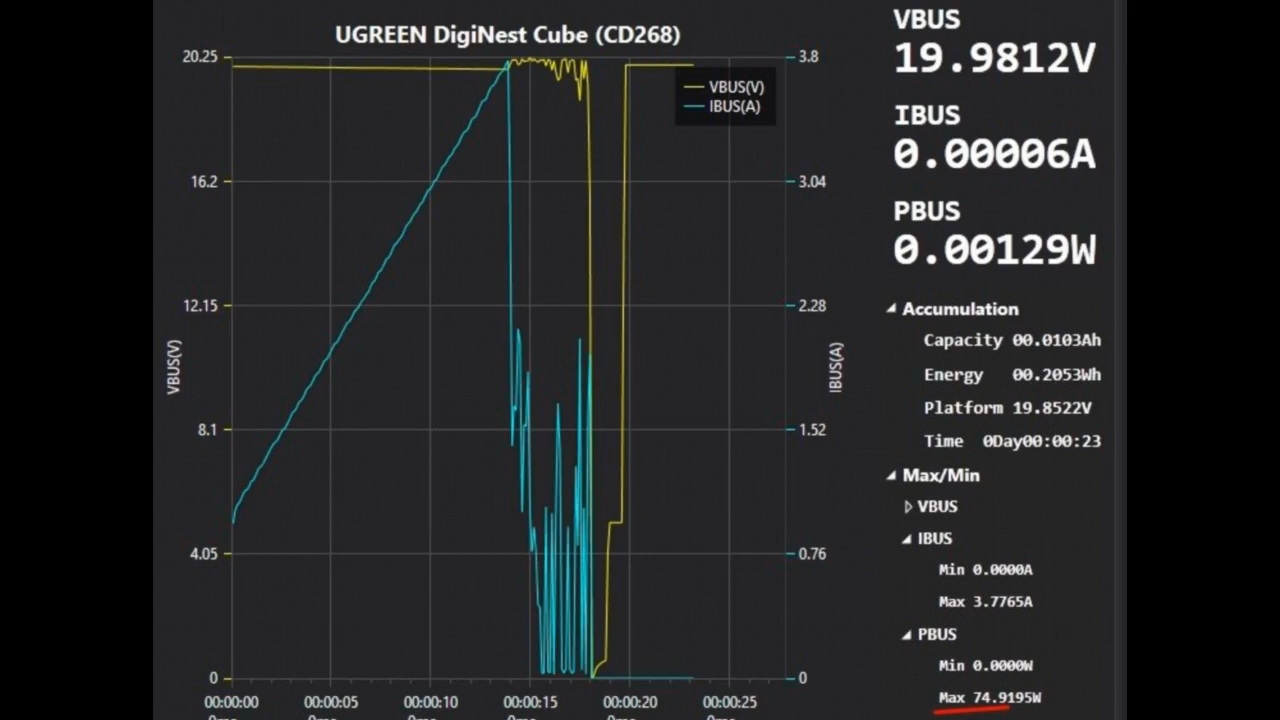 UGREEN DigiNest Cube (CD268)
20.25
16.2
12.15
8.1
4.05
0
VBUS(V)
3.8
3.04
2.28
1.52
0.76
0
IBUS(A)
VBUS(V)
IBUS(A)
00:00:00
00:00:05
00:00:10
00:00:15
00:00:20
00:00:25
VBUS
19.9812V
IBUS
0.00006A
PBUS
0.00129W
Accumulation
Capacity 00.0103Ah
Energy 00.2053Wh
Platform 19.8522V
Time 0Day00:00:23
Max/Min
VBUS
IBUS
Min 0.0000A
Max 3.7765A
PBUS
Min 0.0000W
Max 74.9195W